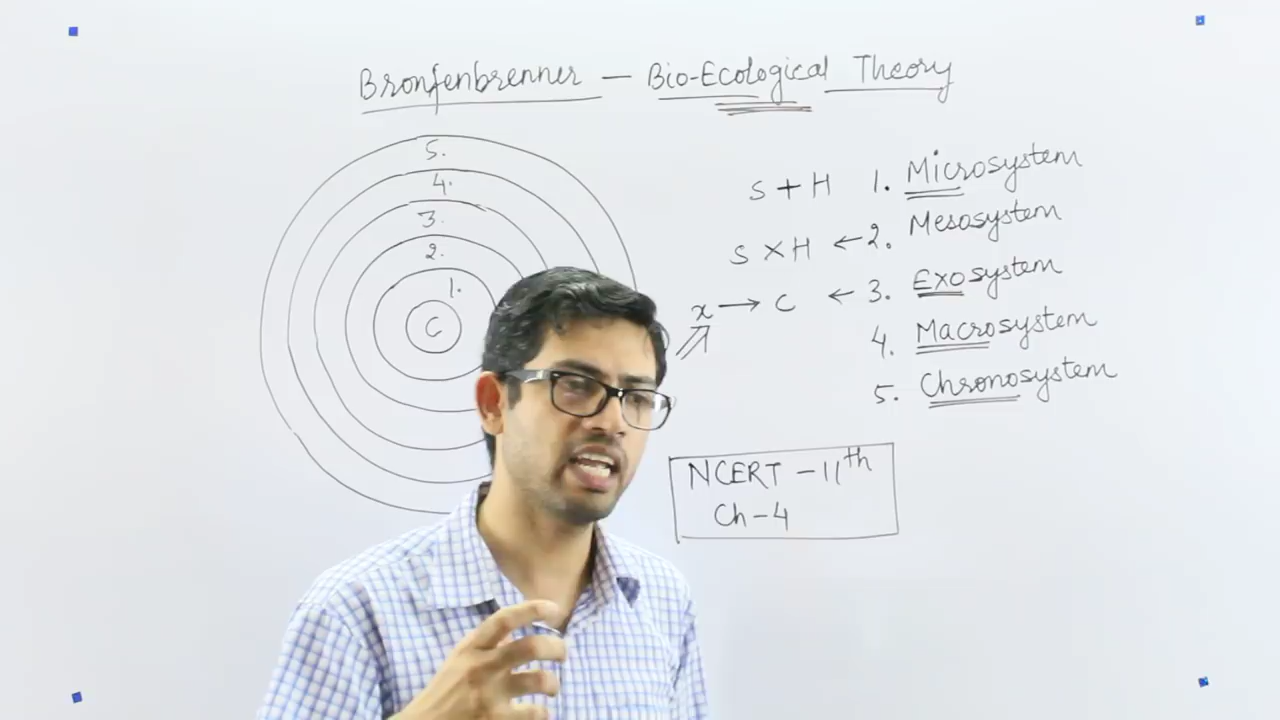 Bronfenbrenner — Bio-Ecological Theory
5.
4.
3.
2.
1.
C
S + H 1. Microsystem
S × H ← 2. Mesosystem
x → C ← 3. Exosystem
4. Macrosystem
5. Chronosystem
NCERT - 11th
Ch - 4